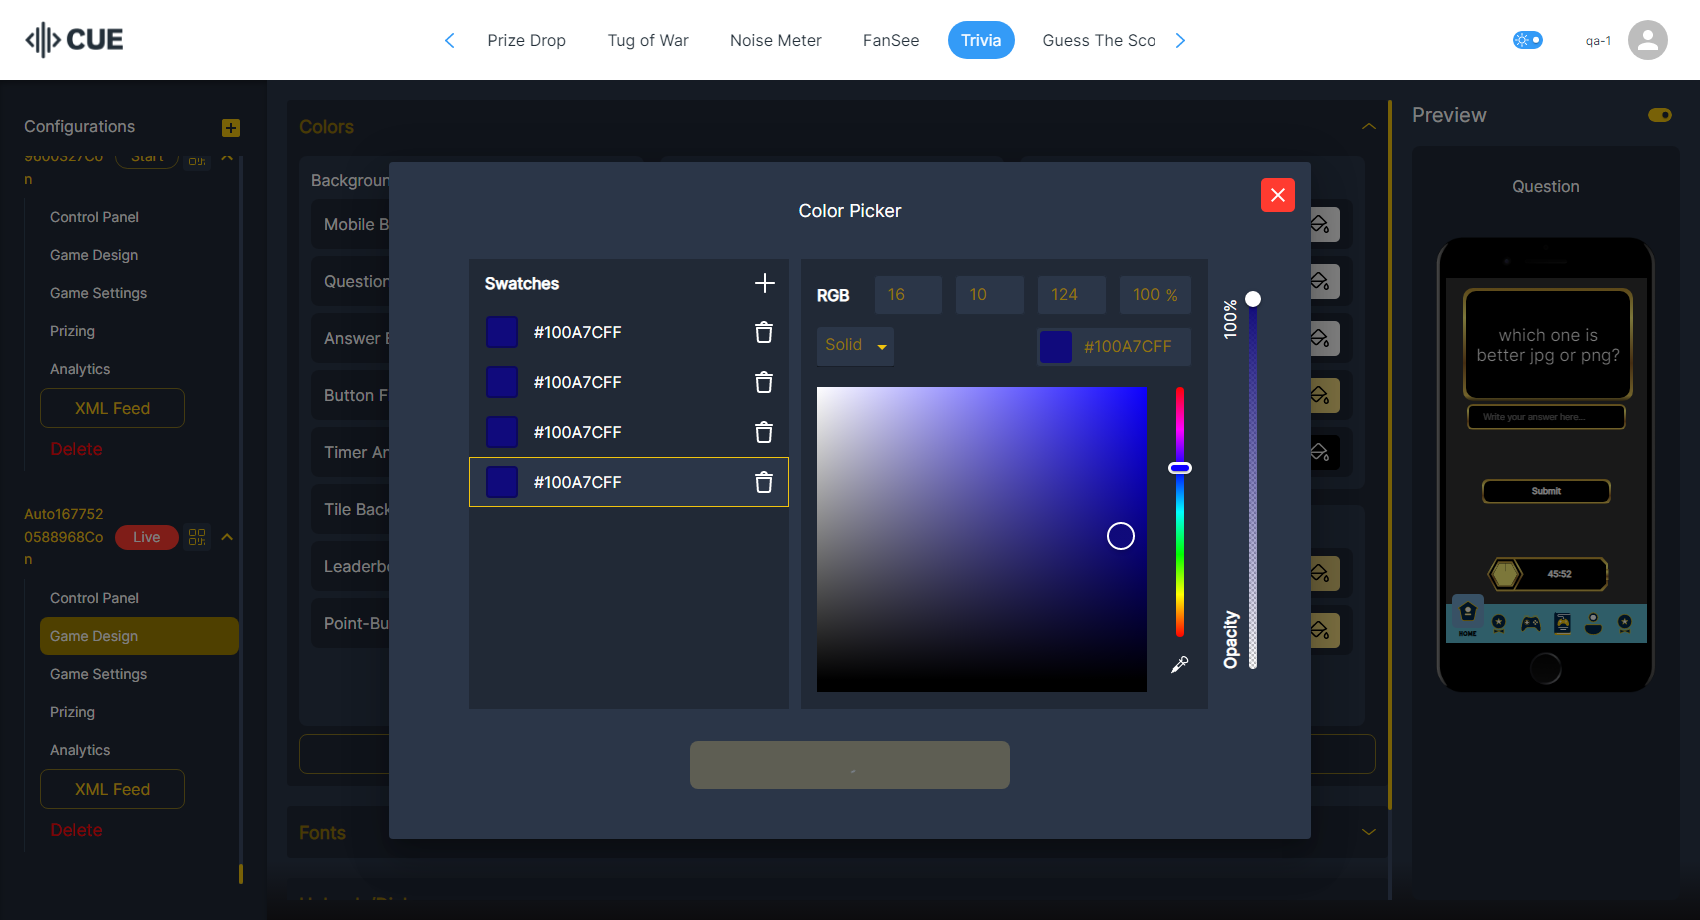 CUE
Prize Drop
Tug of War
Noise Meter
FanSee
Trivia
Guess The Sco
qa-1
Configurations
n
Control Panel
Game Design
Game Settings
Prizing
Analytics
XML Feed
Delete
Auto167752
0588968Co
n
Live
Control Panel
Game Design
Game Settings
Prizing
Analytics
XML Feed
Delete
Colors
Backgroun
Mobile B
Question
Answer
Button F
Timer An
Tile Back
Leaderbo
Point-Bu
Fonts
Color Picker
Swatches
#100A7CFF
#100A7CFF
#100A7CFF
#100A7CFF
RGB
16
10
124
100 %
Solid
#100A7CFF
100%
Opacity
Preview
Question
which one is
better jpg or png?
Write your answer here...
Submit
45:52
HOME